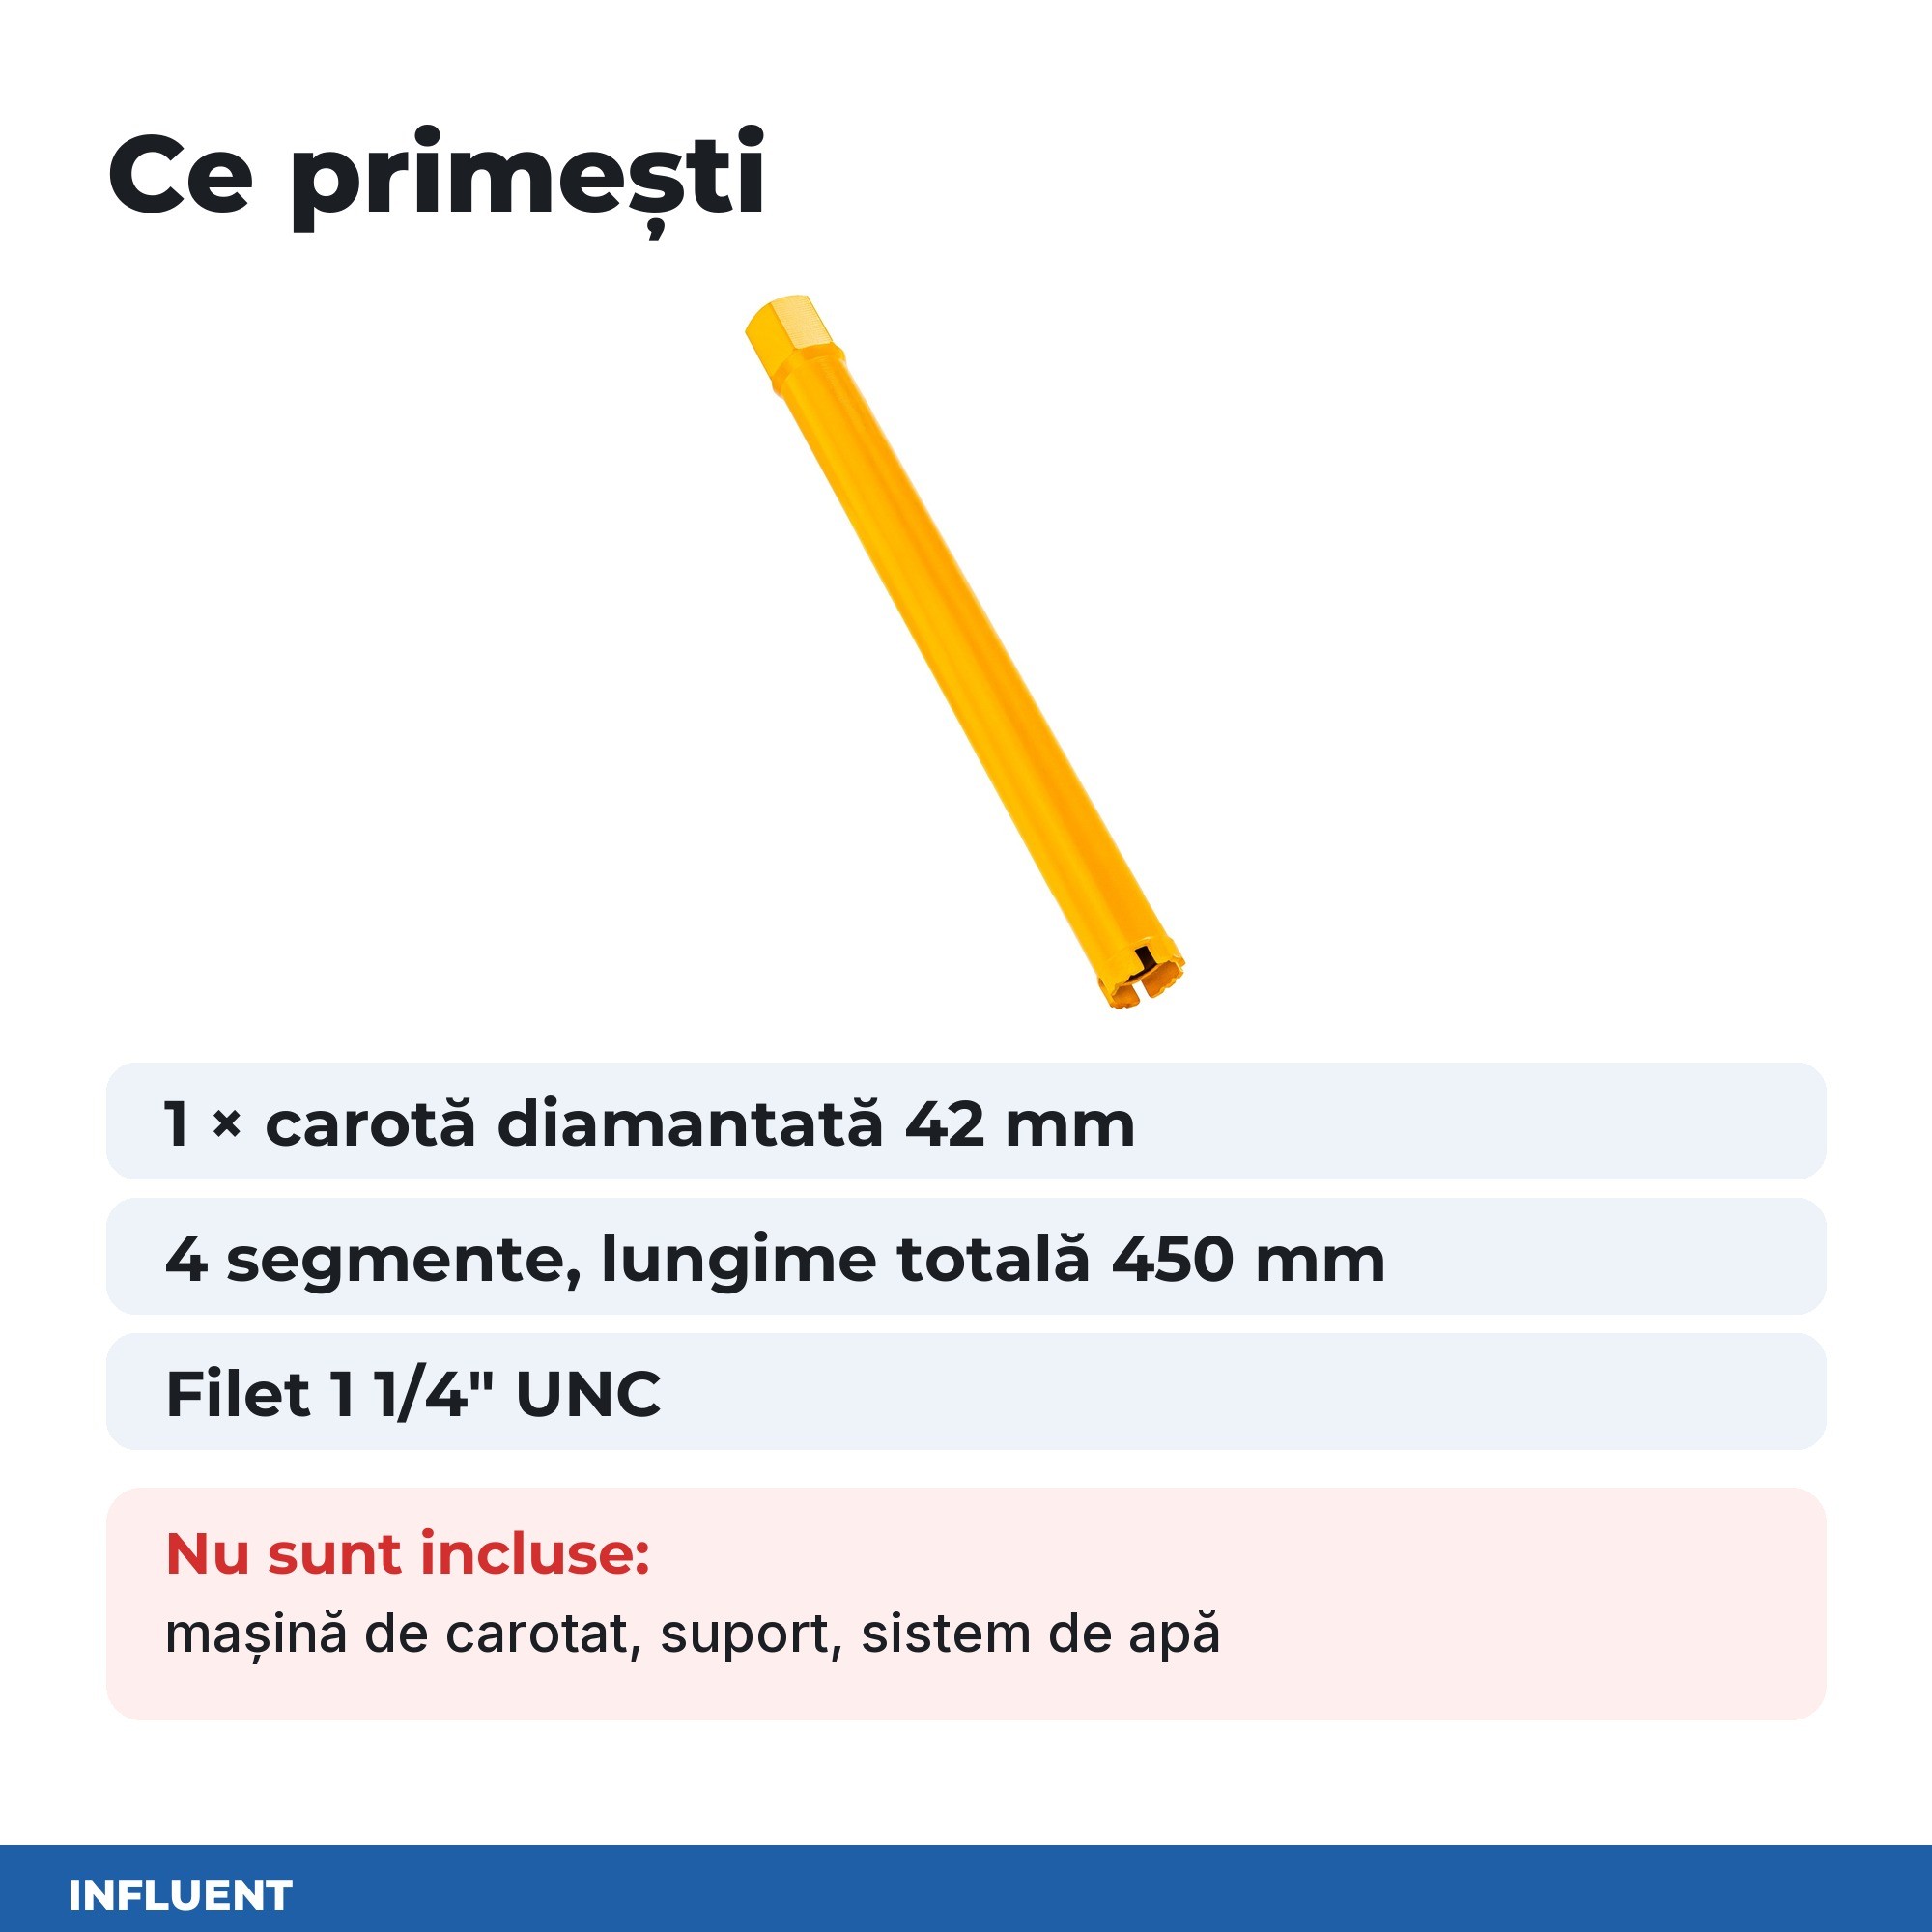 Ce primești
1 × carotă diamantată 42 mm
4 segmente, lungime totală 450 mm
Filet 1 1/4" UNC
Nu sunt incluse:
mașină de carotat, suport, sistem de apă
INFLUENT